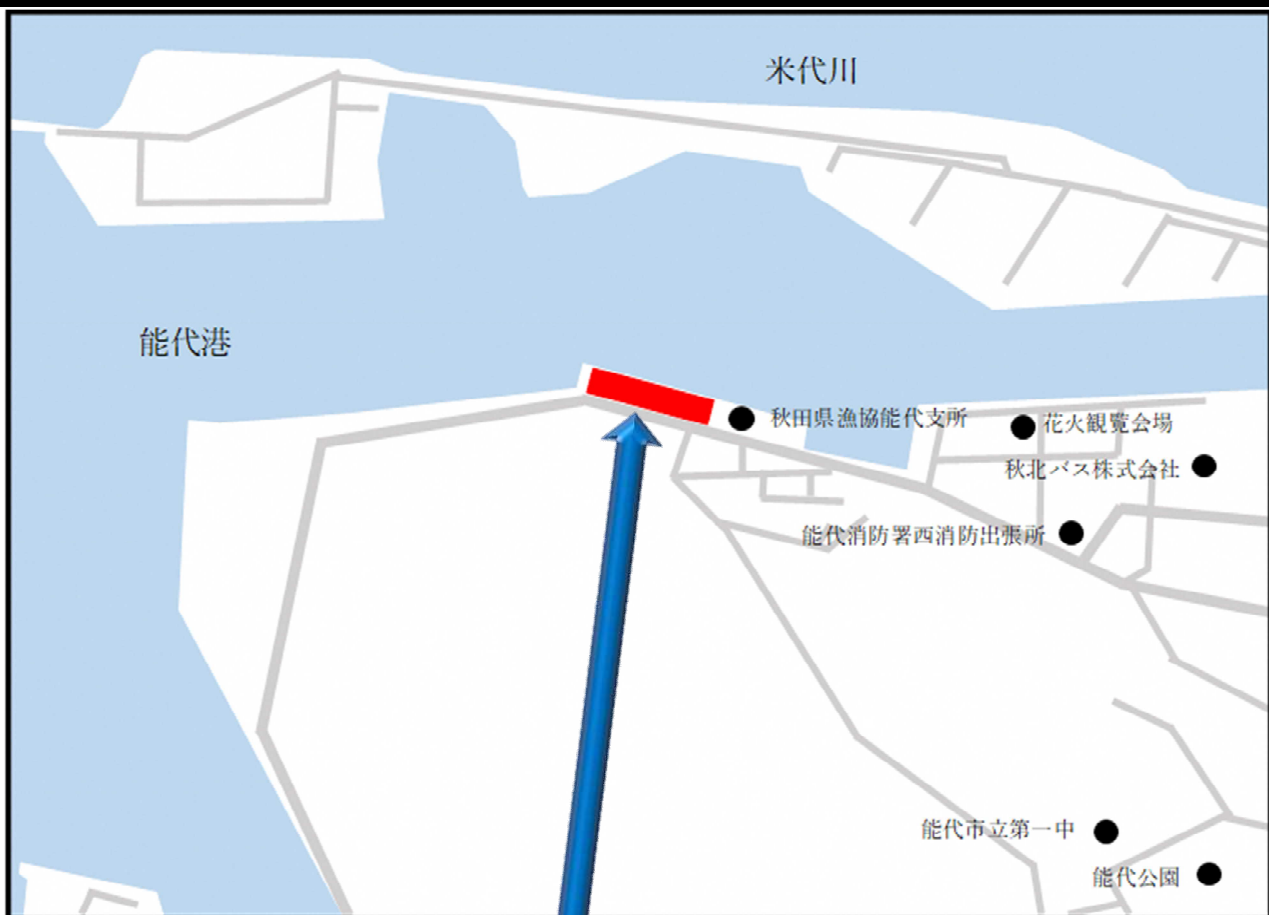 米代川
能代港
秋田県漁協能代支所
花火観覧会場
秋北バス株式会社
能代消防署西消防出張所
能代市立第一中
能代公園